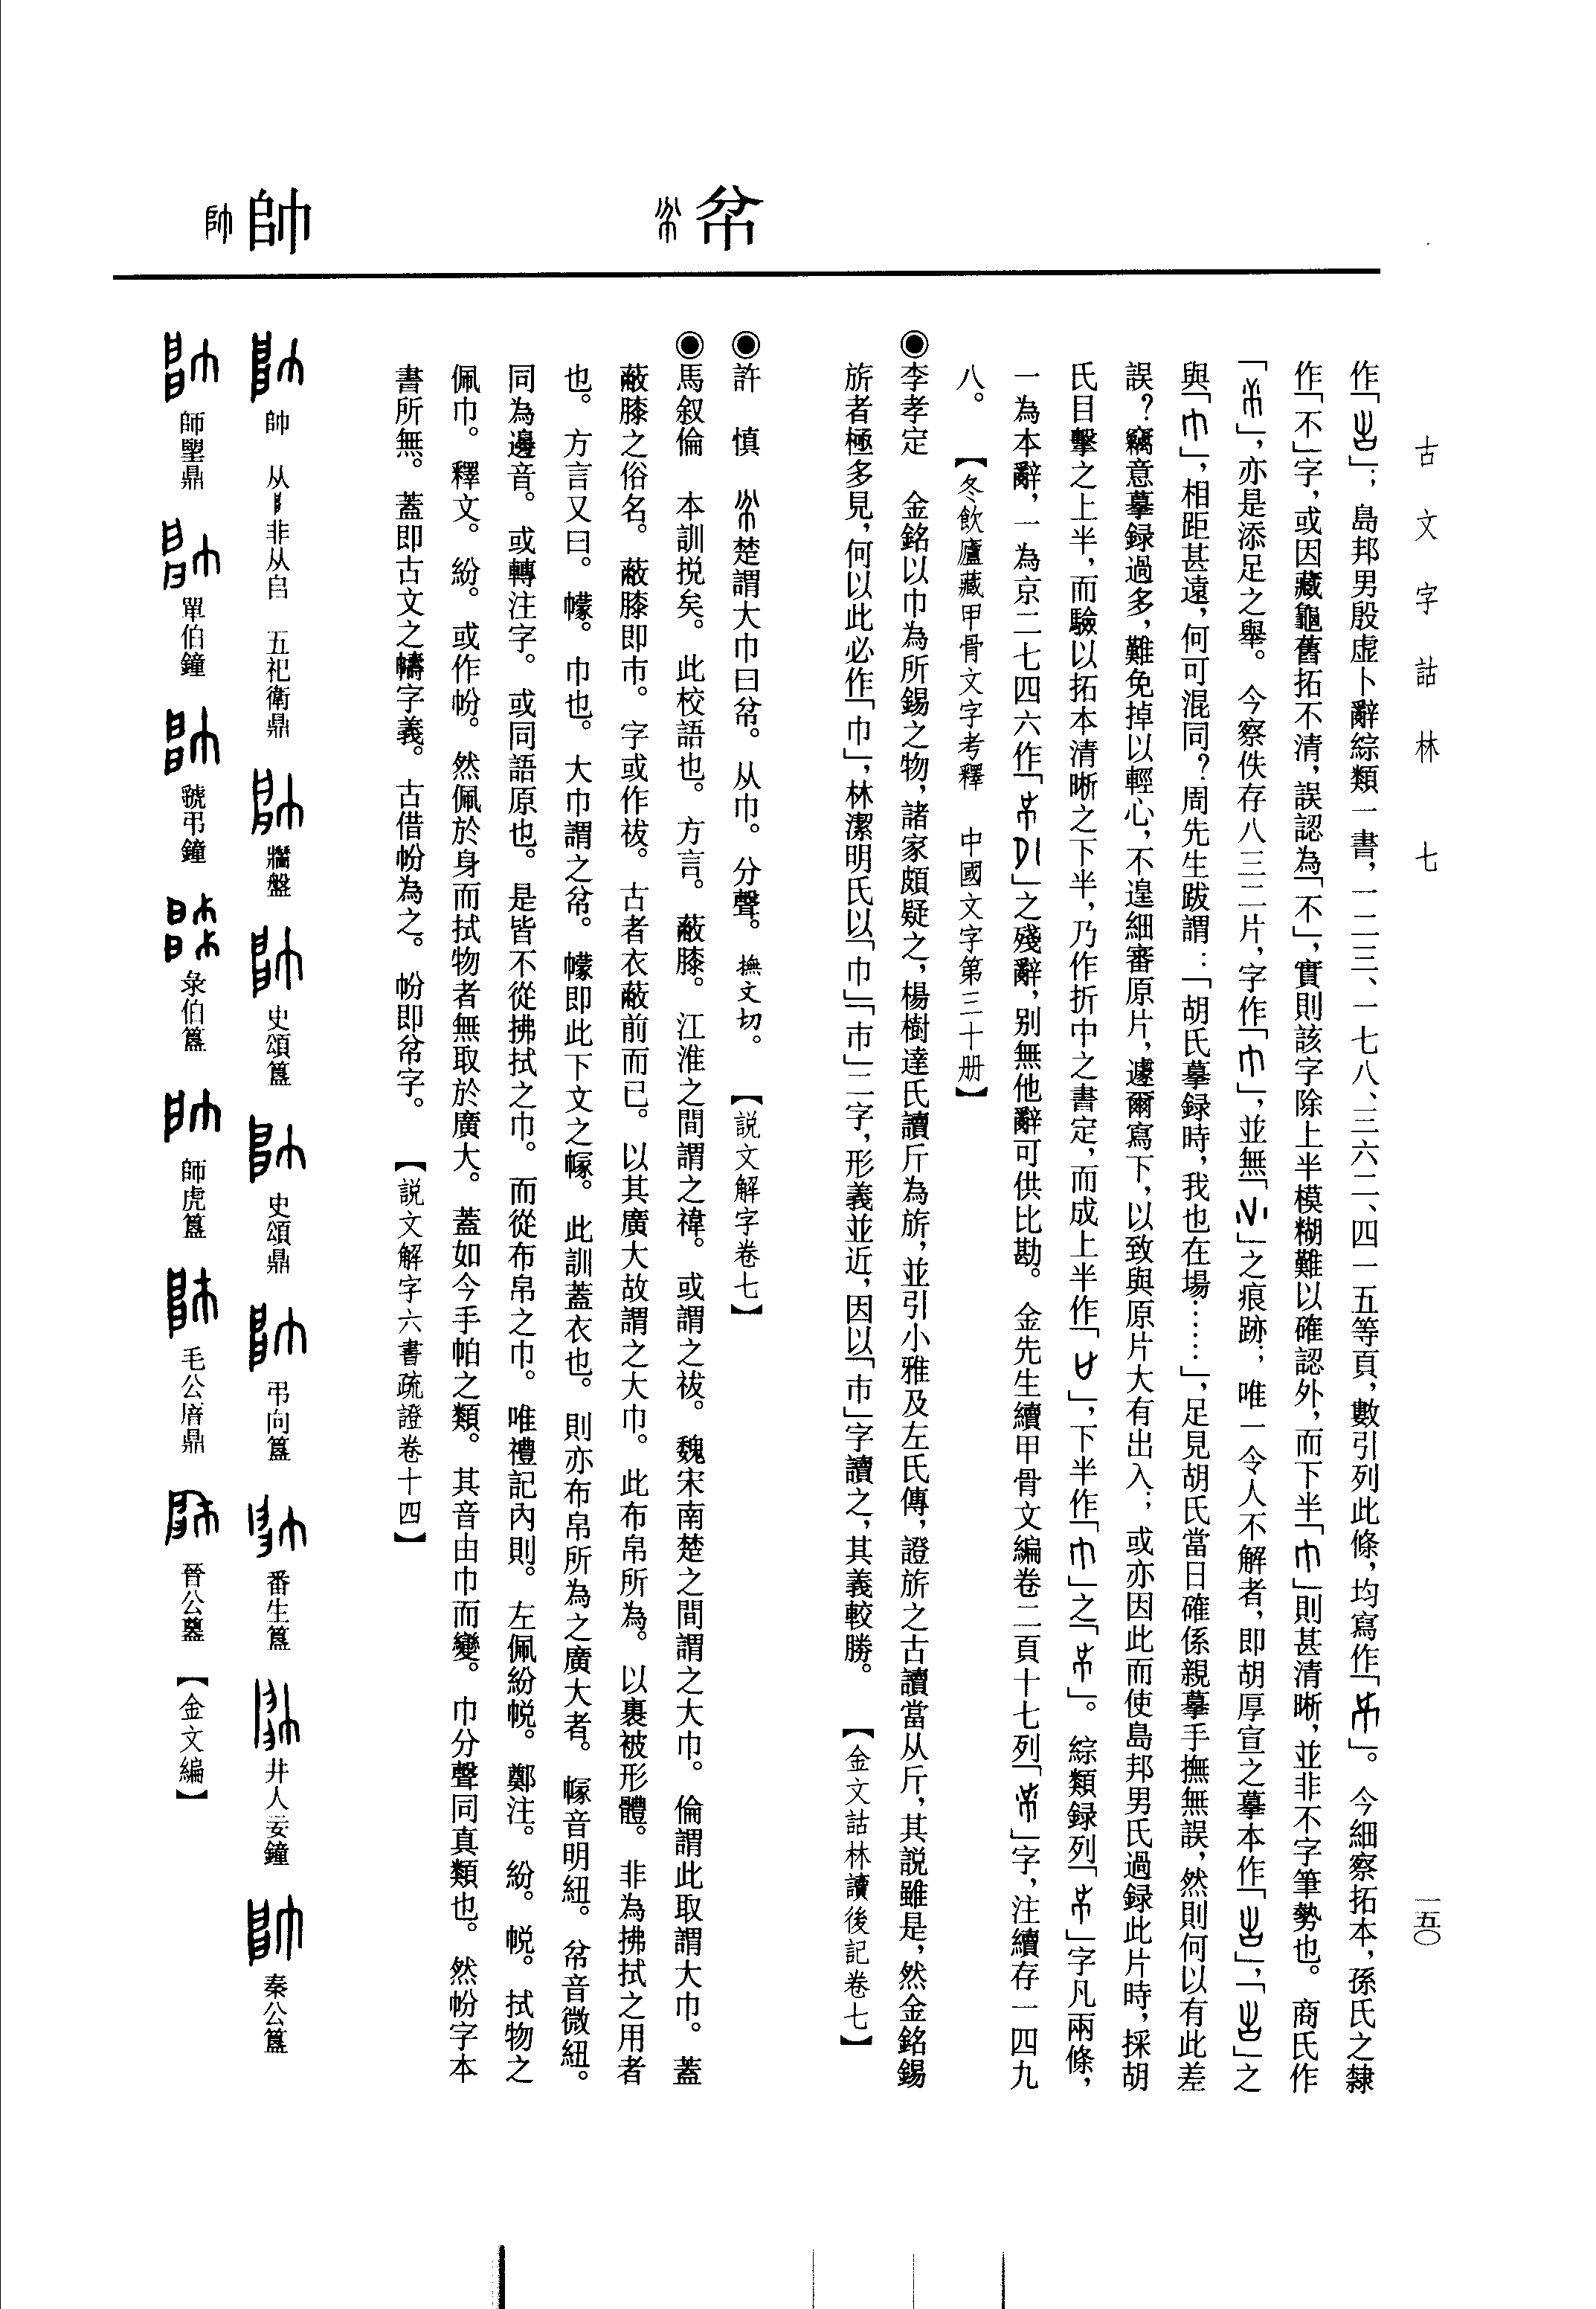 古文字詁林 七
一五〇
帉
帥
作「」；島邦男殷虛卜辭綜類一書，一二三、一七八、三六二、四一五等頁，數引列此條，均寫作「」。今細察拓本，孫氏之隸
作「不」字，或因藏龜舊拓不清，誤認為「不」，實則該字除上半模糊難以確認外，而下半「」則甚清晰，並非不字筆勢也。商氏作
「」，亦是添足之舉。今察佚存八三二片，字作「」，並無「」之痕跡；唯一令人不解者，即胡厚宣之摹本作「」，「」之
與「」，相距甚遠，何可混同？周先生跋謂：「胡氏摹録時，我也在場……」，足見胡氏當日確係親摹手撫無誤，然則何以有此差
誤？竊意摹録過多，難免掉以輕心，不遑細審原片，遽爾寫下，以致與原片大有出入；或亦因此而使島邦男氏過録此片時，採胡
氏目擊之上半，而驗以拓本清晰之下半，乃作折中之書定，而成上半作「」，下半作「」之「」。綜類録列「」字凡兩條，
一為本辭，一為京二七四六作「」之殘辭，别無他辭可供比勘。金先生續甲骨文編卷二頁十七列「」字，注續存一四九
八。【冬飲廬藏甲骨文字考釋 中國文字第三十册】
◉李孝定 金銘以巾為所錫之物，諸家頗疑之，楊樹達氏讀斤為旂，並引小雅及左氏傳，證旂之古讀當从斤，其説雖是，然金銘錫
旂者極多見，何以此必作「巾」，林潔明氏以「巾」「巿」二字，形義並近，因以「巿」字讀之，其義較勝。【金文詁林讀後記卷七】
◉許 慎 楚謂大巾曰帉。从巾。分聲。撫文切。【説文解字卷七】
◉馬叙倫 本訓挩矣。此校語也。方言。蔽膝。江淮之間謂之褘。或謂之袚。魏宋南楚之間謂之大巾。倫謂此取謂大巾。蓋
蔽膝之俗名。蔽膝即巿。字或作袚。古者衣蔽前而已。以其廣大故謂之大巾。此布帛所為。以裹被形體。非為拂拭之用者
也。方言又曰。幏。巾也。大巾謂之帉。幏即此下文之幏。此訓蓋衣也。則亦布帛所為之廣大者。幏音明紐。帉音微紐。
同為邊音。或轉注字。或同語原也。是皆不從拂拭之巾。而從布帛之巾。唯禮記內則。左佩紛帨。鄭注。紛。帨。拭物之
佩巾。釋文。紛。或作帉。然佩於身而拭物者無取於廣大。蓋如今手帕之類。其音由巾而變。巾分聲同真類也。然帉字本
書所無。蓋即古文之字義。古借帉為之。帉即帉字。【説文解字六書疏證卷十四】
帥 从非从𠂤 五祀衛鼎 牆盤 史頌簋 史頌鼎 弔向簋 番生簋 井人妄鐘 秦公簋
師望鼎 單伯鐘 虢弔鐘 彔伯簋 師虎簋 毛公鼎 晉公 【金文編】